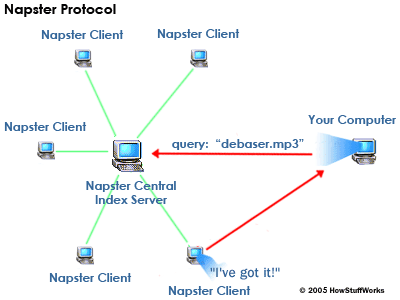 Napster Protocol
Napster Client
Napster Client
Your Computer
Napster Client
query: "debaser.mp3"
Napster Central
Index Server
"I've got it!"
Napster Client
Napster Client
© 2005 HowStuffWorks